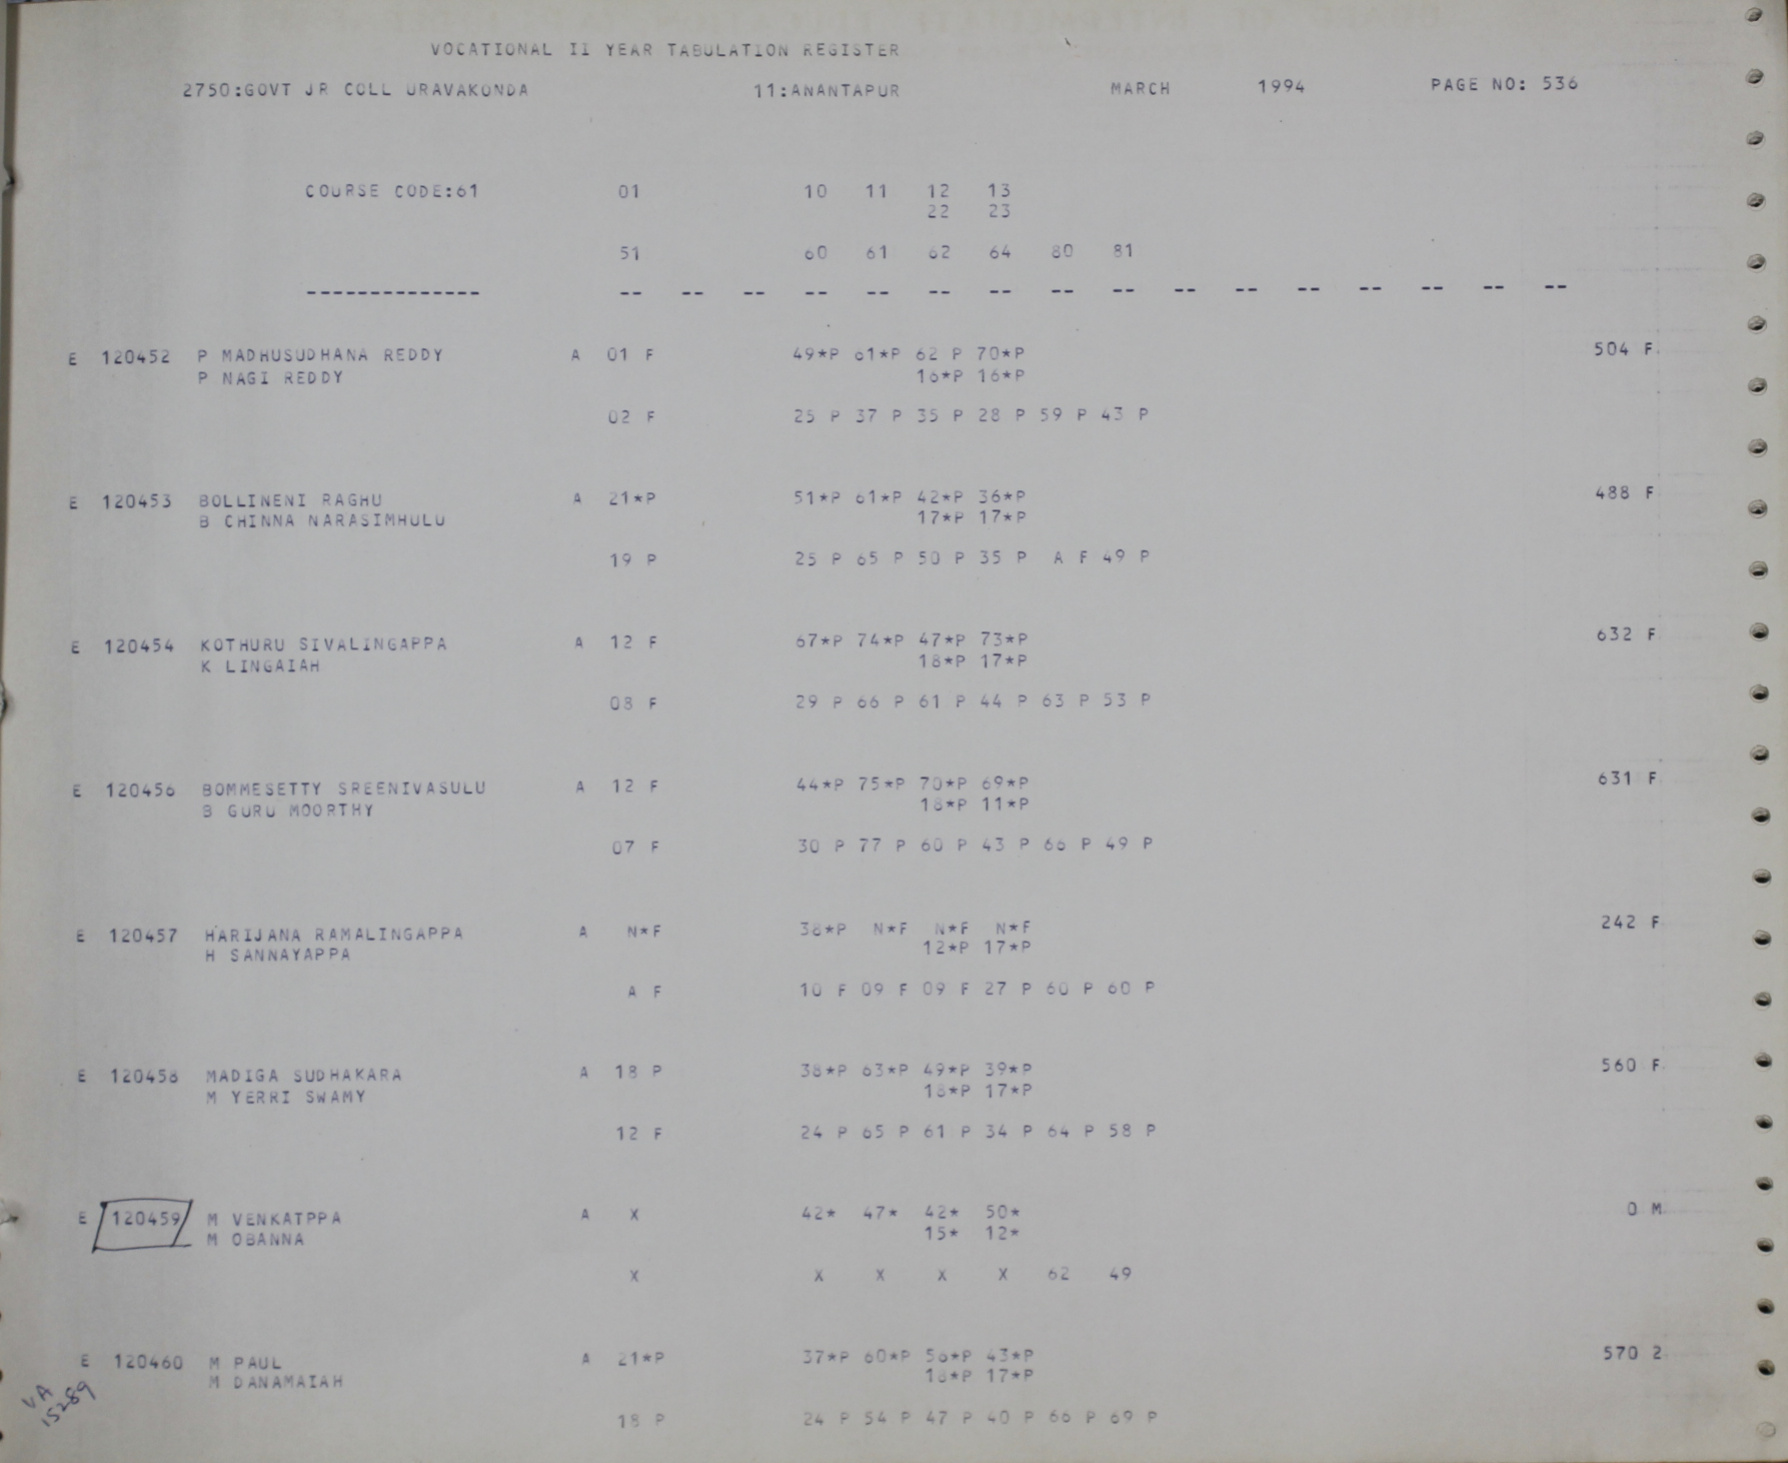 VOCATIONAL II YEAR TABULATION REGISTER
2750:GOVT JR COLL URAVAKONDA 11:ANANTAPUR MARCH 1994 PAGE NO: 536
COURSE CODE:61 01 10 11 12 13
22 23
51 60 61 62 64 80 81
-------------- -- -- -- -- -- -- -- -- -- -- -- -- -- -- -- --
E 120452 P MADHUSUDHANA REDDY A 01 F 49*P 61*P 62 P 70*P 504 F
P NAGI REDDY 16*P 16*P
02 F 25 P 37 P 35 P 28 P 59 P 43 P
E 120453 BOLLINENI RAGHU A 21*P 51*P 61*P 42*P 36*P 488 F
B CHINNA NARASIMHULU 17*P 17*P
19 P 25 P 65 P 50 P 35 P A F 49 P
E 120454 KOTHURU SIVALINGAPPA A 12 F 67*P 74*P 47*P 73*P 632 F
K LINGAIAH 18*P 17*P
08 F 29 P 66 P 61 P 44 P 63 P 53 P
E 120456 BOMMESETTY SREENIVASULU A 12 F 44*P 75*P 70*P 69*P 631 F
B GURU MOORTHY 18*P 11*P
07 F 30 P 77 P 60 P 43 P 66 P 49 P
E 120457 HARIJANA RAMALINGAPPA A N*F 38*P N*F N*F N*F 242 F
H SANNAYAPPA 12*P 17*P
A F 10 F 09 F 09 F 27 P 60 P 60 P
E 120458 MADIGA SUDHAKARA A 18 P 38*P 63*P 49*P 39*P 560 F
M YERRI SWAMY 18*P 17*P
12 F 24 P 65 P 61 P 34 P 64 P 58 P
E 120459 M VENKATPPA A X 42* 47* 42* 50* 0 M
M OBANNA 15* 12*
X X X X X 62 49
E 120460 M PAUL A 21*P 37*P 60*P 56*P 43*P 570 2
M DANAMAIAH 18*P 17*P
18 P 24 P 54 P 47 P 40 P 66 P 69 P
VA
15289